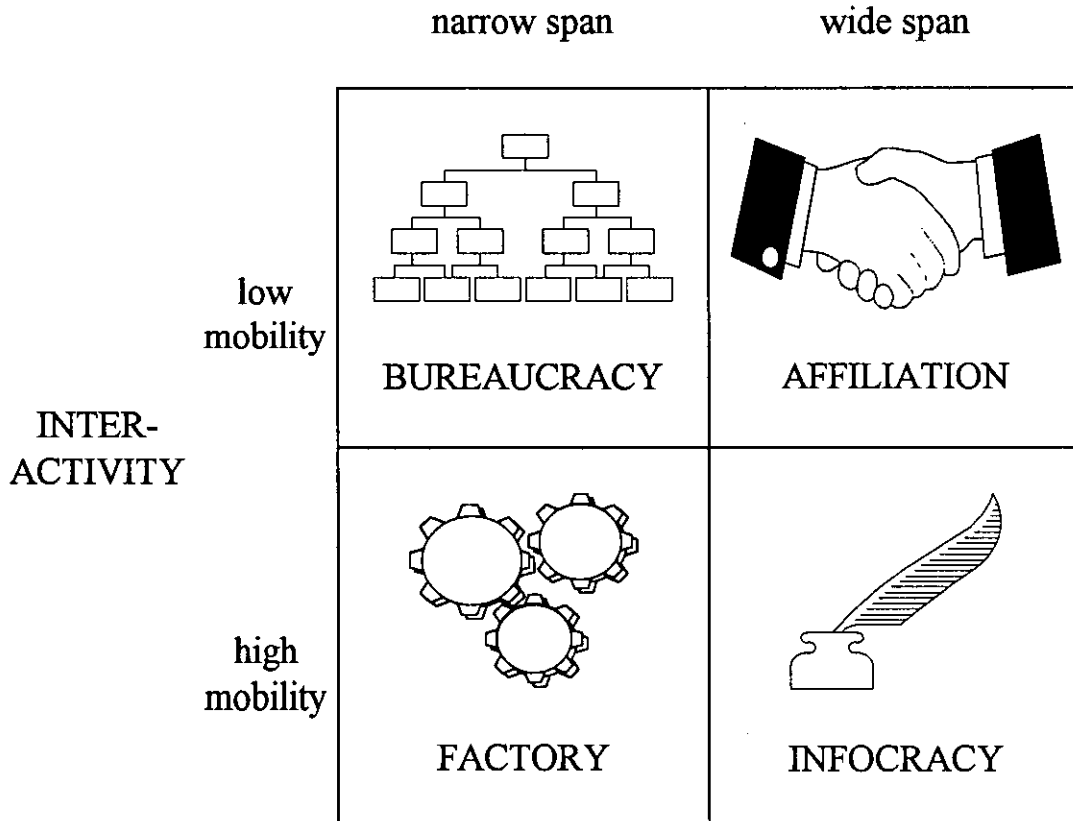 narrow span wide span
low
mobility
BUREAUCRACY AFFILIATION
INTER-
ACTIVITY
high
mobility
FACTORY INFOCRACY